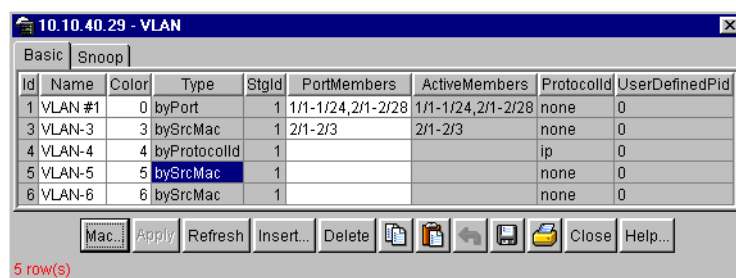 10.10.40.29 - VLAN
Basic Snoop
Id Name Color Type StgId PortMembers ActiveMembers ProtocolId UserDefinedPid
1 VLAN #1 0 byPort 1 1/1-1/24,2/1-2/28 1/1-1/24,2/1-2/28 none 0
3 VLAN-3 3 bySrcMac 1 2/1-2/3 2/1-2/3 none 0
4 VLAN-4 4 byProtocolId 1 ip 0
5 VLAN-5 5 bySrcMac 1 none 0
6 VLAN-6 6 bySrcMac 1 none 0
Mac... Apply Refresh Insert... Delete Close Help...
5 row(s)